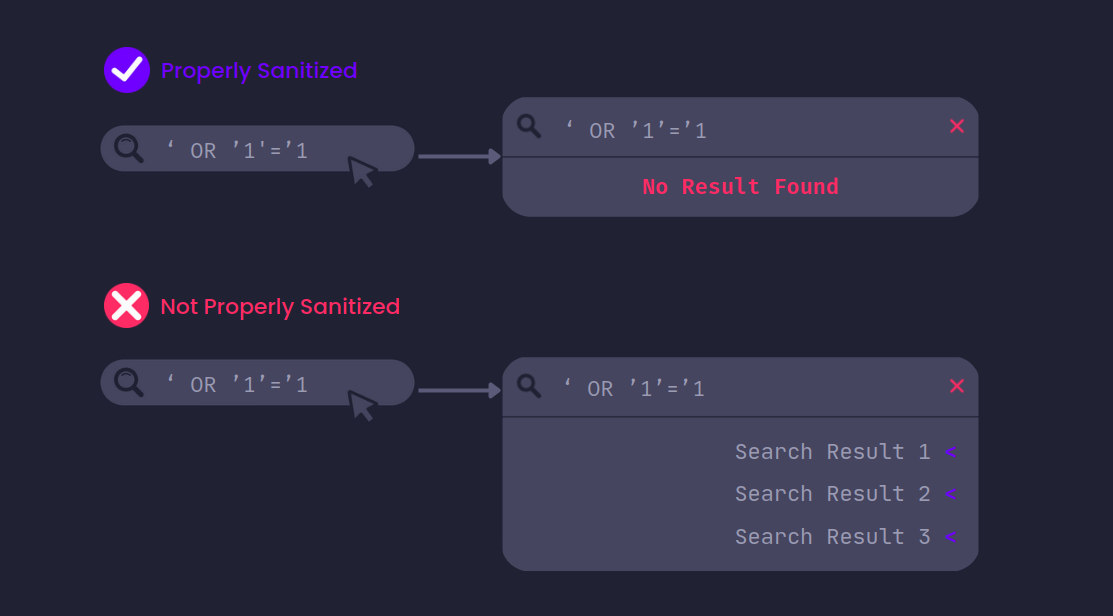 Properly Sanitized
‘ OR ’1'=’1
‘ OR ’1’=’1
No Result Found
Not Properly Sanitized
‘ OR ’1’=’1
‘ OR ’1’=’1
Search Result 1 <
Search Result 2 <
Search Result 3 <